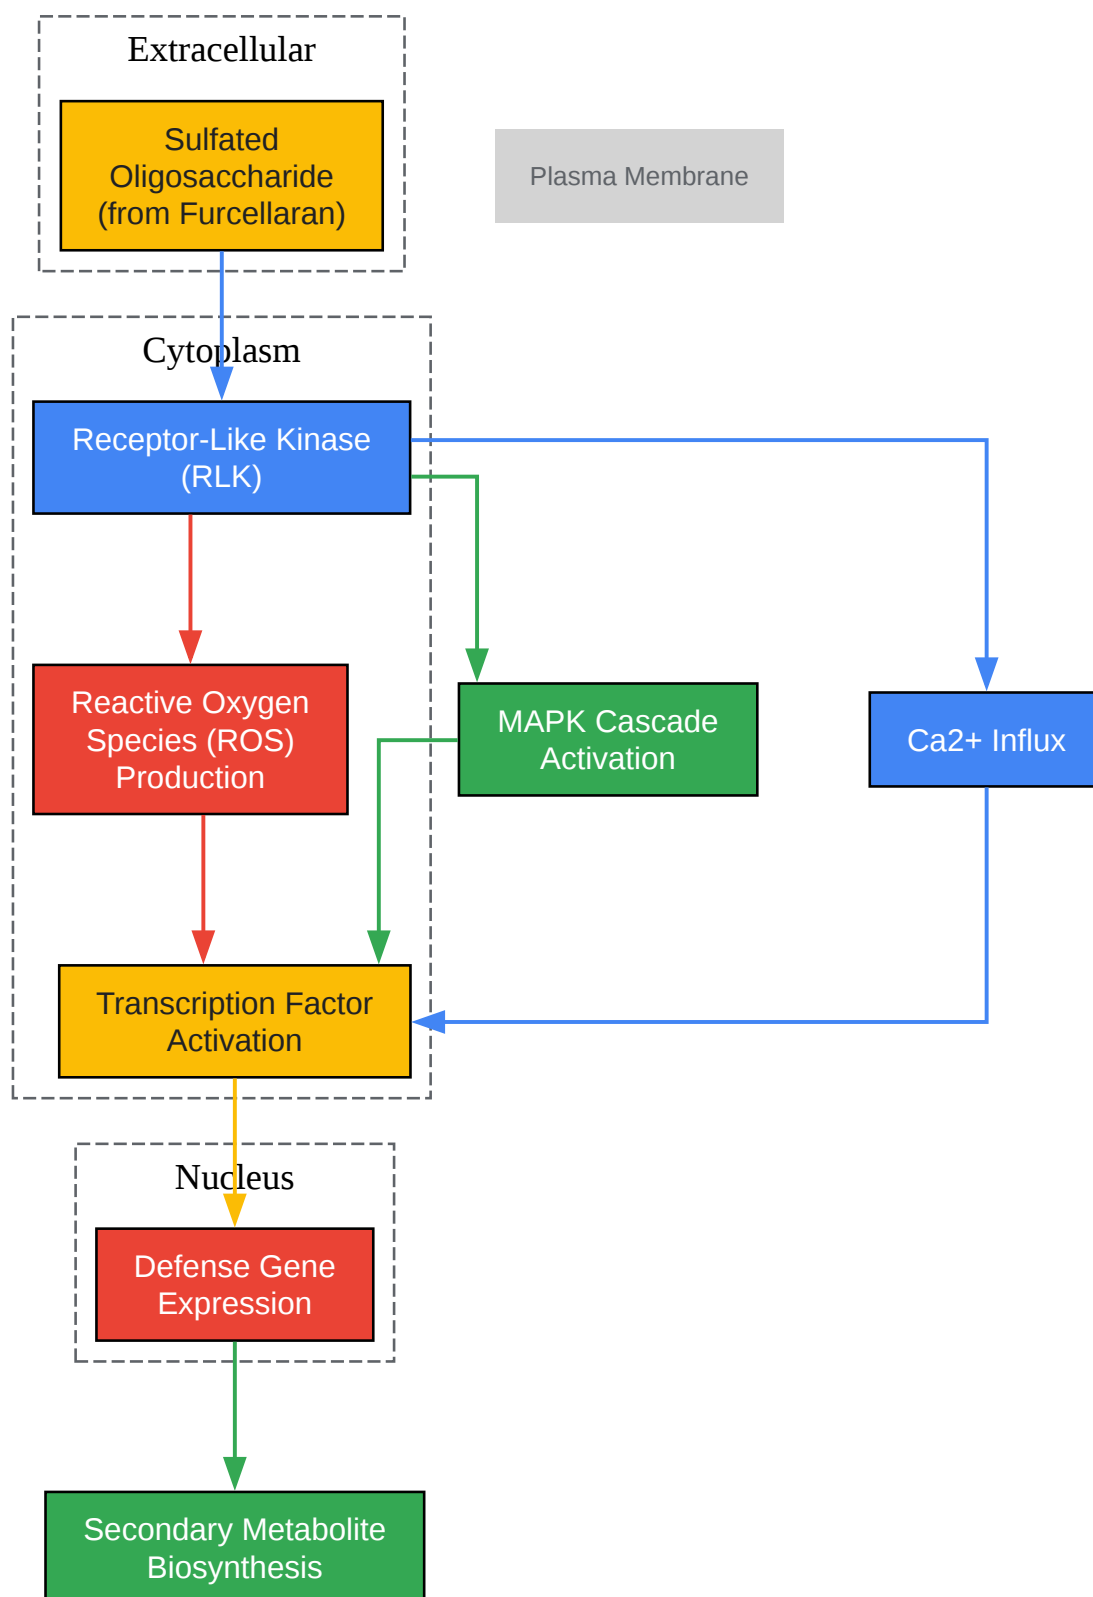 Extracellular
Sulfated
Oligosaccharide
(from Furcellaran)
Plasma Membrane
Cytoplasm
Receptor-Like Kinase
(RLK)
Reactive Oxygen
Species (ROS)
Production
MAPK Cascade
Activation
Ca2+ Influx
Transcription Factor
Activation
Nucleus
Defense Gene
Expression
Secondary Metabolite
Biosynthesis